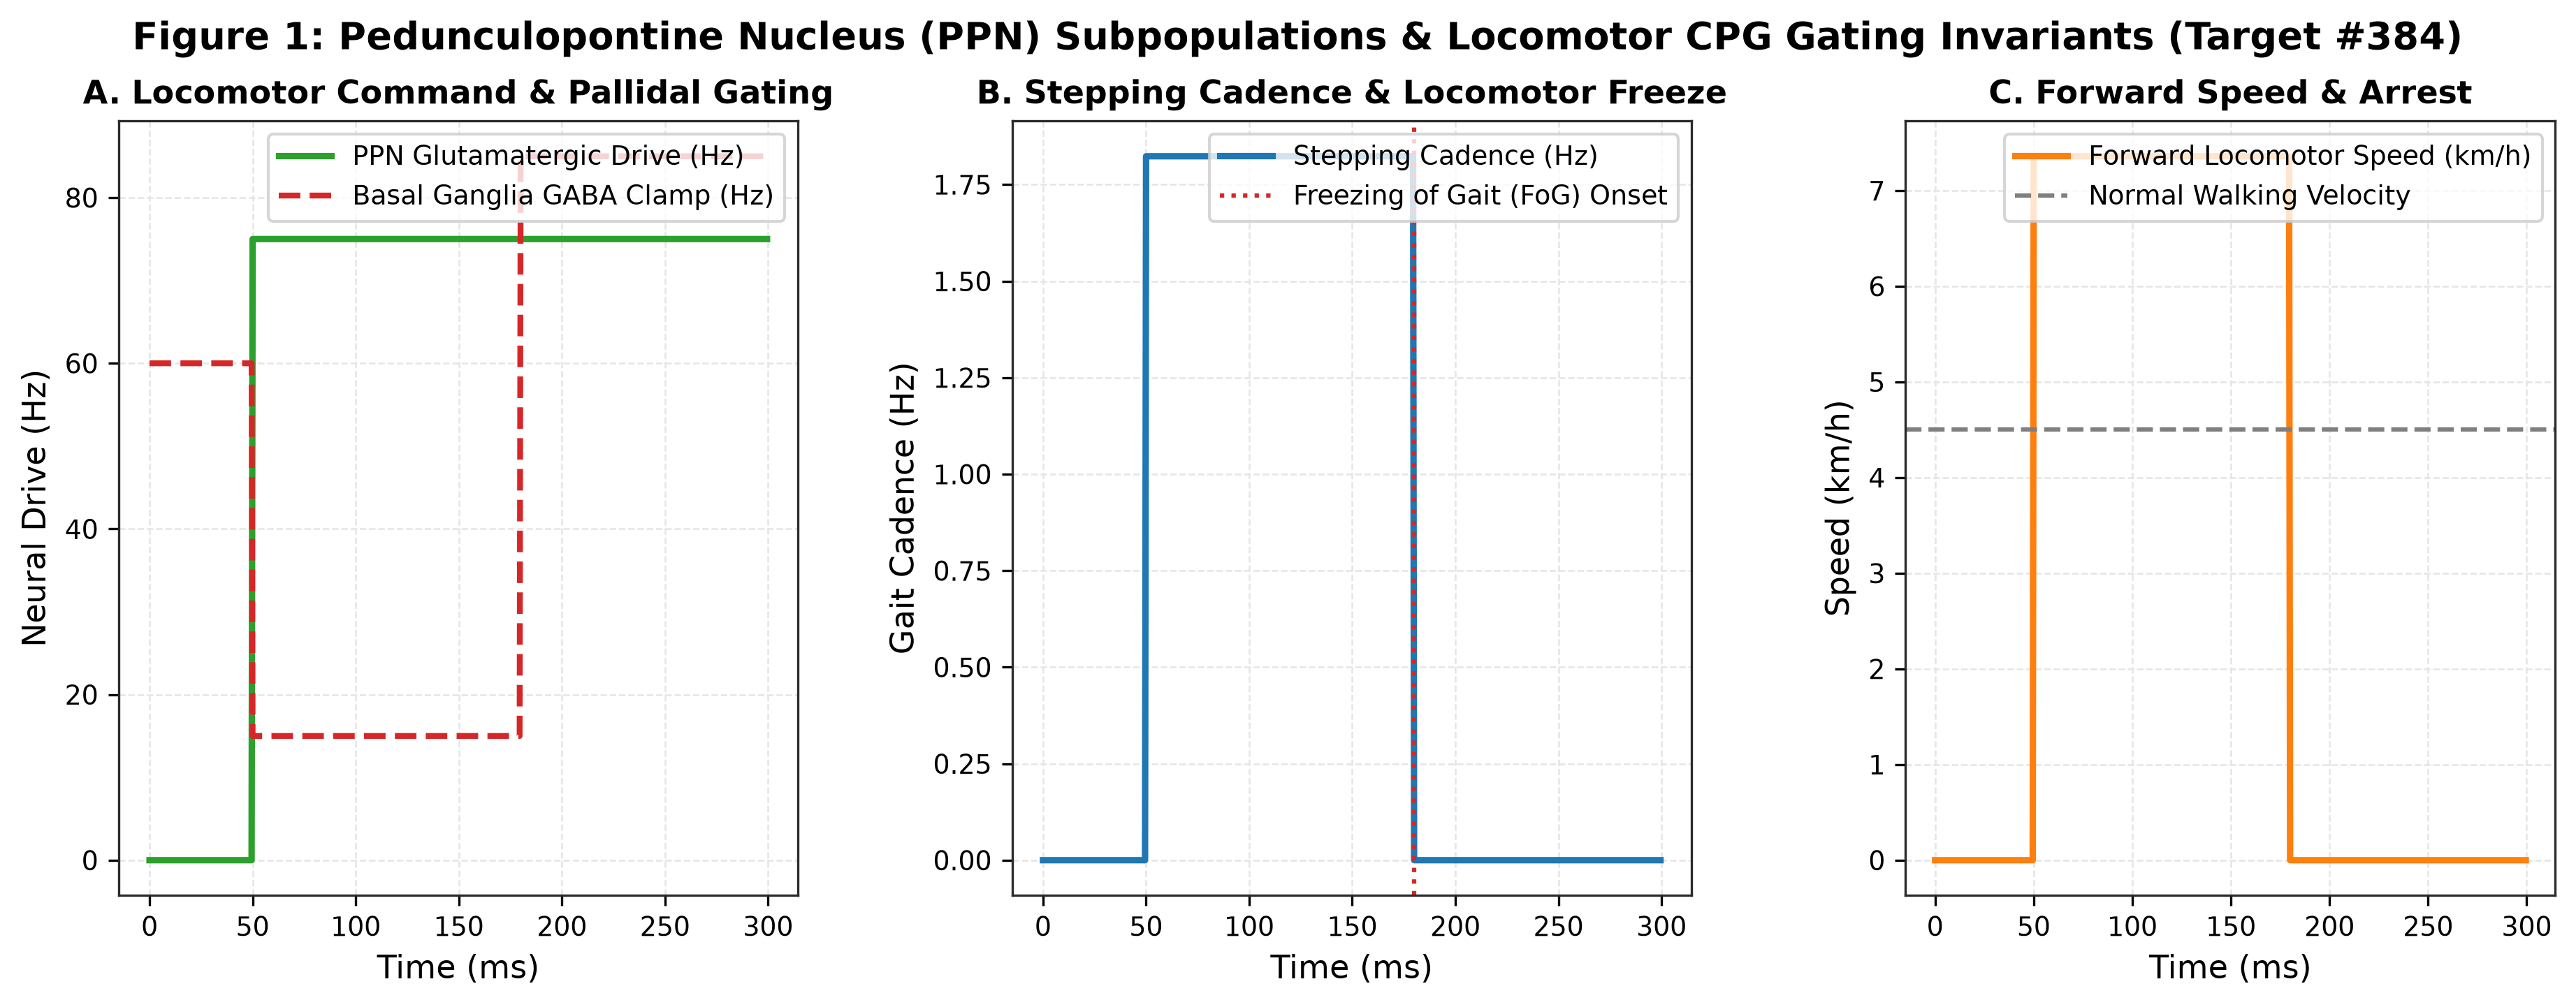 Figure 1: Pedunculopontine Nucleus (PPN) Subpopulations & Locomotor CPG Gating Invariants (Target #384)
A. Locomotor Command & Pallidal Gating
PPN Glutamatergic Drive (Hz)
Basal Ganglia GABA Clamp (Hz)
Neural Drive (Hz)
80
60
40
20
0
0 50 100 150 200 250 300
Time (ms)
B. Stepping Cadence & Locomotor Freeze
Stepping Cadence (Hz)
Freezing of Gait (FoG) Onset
Gait Cadence (Hz)
1.75
1.50
1.25
1.00
0.75
0.50
0.25
0.00
0 50 100 150 200 250 300
Time (ms)
C. Forward Speed & Arrest
Forward Locomotor Speed (km/h)
Normal Walking Velocity
Speed (km/h)
7
6
5
4
3
2
1
0
0 50 100 150 200 250 300
Time (ms)